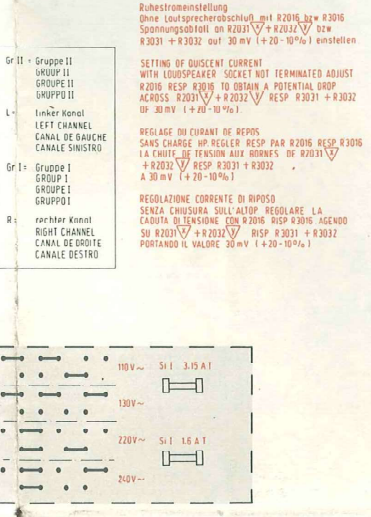 Ruhestromeinstellung
Ohne Lautsprecherabschluß mit R2016 bzw R3016
Spannungsabfall an R2031 X + R2032 Y bzw
R3031 + R3032 auf 30 mV (+20 -10%) einstellen
SETTING OF QUISCENT CURRENT
WITH LOUDSPEAKER SOCKET NOT TERMINATED ADJUST
R2016 RESP R3016 TO OBTAIN A POTENTIAL DROP
ACROSS R2031 X + R2032 Y RESP R3031 + R3032
OF 30 mV (+20 -10%)
REGLAGE DU CURANT DE REPOS
SANS CHARGE HP. REGLER RESP PAR R2016 RESP R3016
LA CHUTE DE TENSION AUX BORNES OF R2031 X
+ R2032 Y RESP R3031 + R3032
A 30 mV (+20 -10%)
REGOLAZIONE CORRENTE DI RIPOSO
SENZA CHIUSURA SULL'ALTOP REGOLARE LA
CADUTA DI TENSIONE CON R2016 RISP R3016 AGENDO
SU R2031 X + R2032 Y RISP R3031 + R3032
PORTANDO IL VALORE 30 mV (+20 -10%)
Gr II = Gruppe II
GROUP II
GROUPE II
GRUPPO II
L = linker Kanal
LEFT CHANNEL
CANAL DE GAUCHE
CANALE SINISTRO
Gr I = Gruppe I
GROUP I
GROUPE I
GRUPPO I
R = rechter Kanal
RIGHT CHANNEL
CANAL DE DROITE
CANALE DESTRO
110 V~ Si I 3.15 A T
130V~
220V~ Si I 1.6 A T
240V~